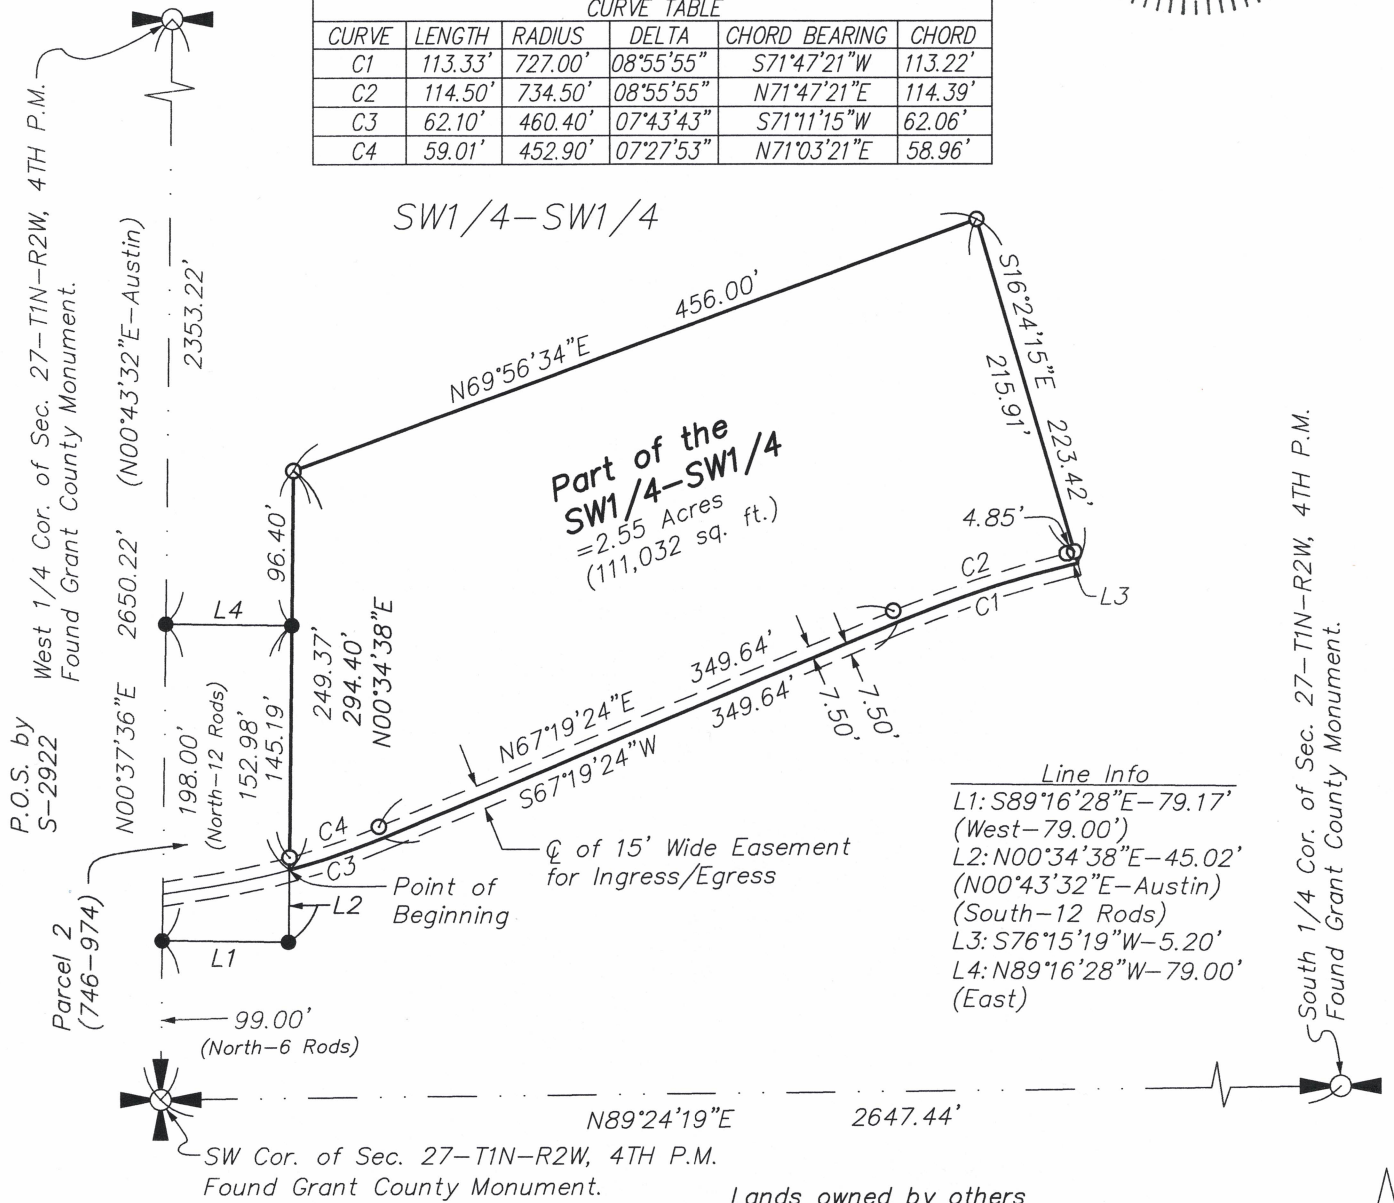 CURVE TABLE
CURVE LENGTH RADIUS DELTA CHORD BEARING CHORD
C1 113.33' 727.00' 08°55'55" S71°47'21"W 113.22'
C2 114.50' 734.50' 08°55'55" N71°47'21"E 114.39'
C3 62.10' 460.40' 07°43'43" S71°11'15"W 62.06'
C4 59.01' 452.90' 07°27'53" N71°03'21"E 58.96'
West 1/4 Cor. of Sec. 27-T1N-R2W, 4TH P.M.
Found Grant County Monument.
(N00°43'32"E-Austin)
2353.22'
SW1/4-SW1/4
N69°56'34"E
456.00'
S16°24'15"E 223.42'
215.91'
Part of the
SW1/4-SW1/4
=2.55 Acres
(111,032 sq. ft.)
96.40'
4.85'
C2
C1
L3
L4
N00°37'36"E 2650.22'
198.00'
(North-12 Rods)
152.98'
145.19'
249.37'
294.40'
N00°34'38"E
349.64'
349.64'
7.50'
7.50'
N67°19'24"E
S67°19'24"W
P.O.S. by
S-2922
C4
C3
℄ of 15' Wide Easement
for Ingress/Egress
Point of
Beginning
L2
L1
Parcel 2
(746-974)
99.00'
(North-6 Rods)
Line Info
L1: S89°16'28"E-79.17'
(West-79.00')
L2: N00°34'38"E-45.02'
(N00°43'32"E-Austin)
(South-12 Rods)
L3: S76°15'19"W-5.20'
L4: N89°16'28"W-79.00'
(East)
South 1/4 Cor. of Sec. 27-T1N-R2W, 4TH P.M.
Found Grant County Monument.
N89°24'19"E 2647.44'
SW Cor. of Sec. 27-T1N-R2W, 4TH P.M.
Found Grant County Monument.
Lands owned by others